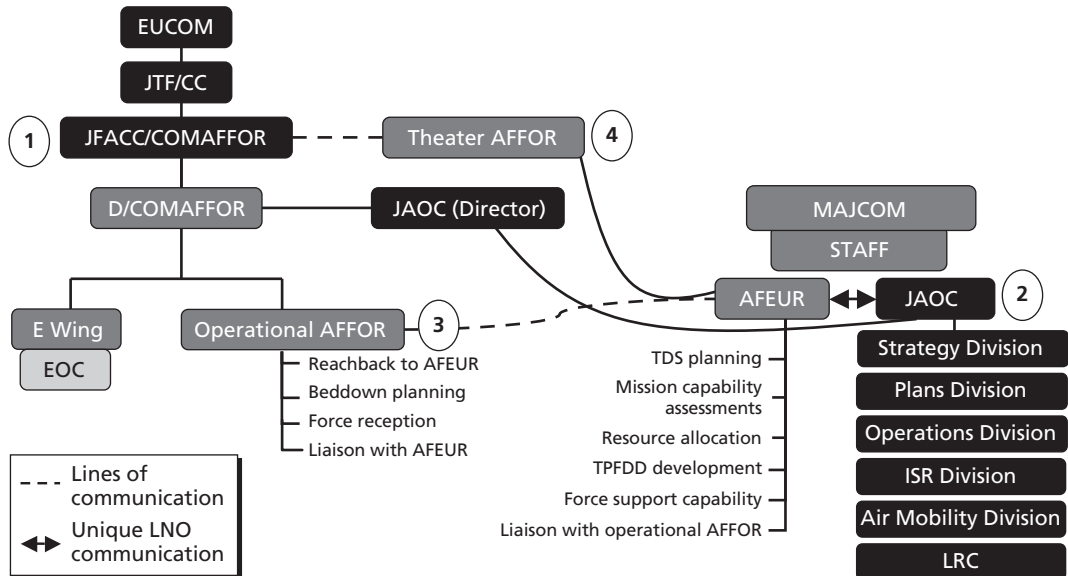 EUCOM
JTF/CC
1
JFACC/COMAFFOR
Theater AFFOR
4
D/COMAFFOR
JAOC (Director)
MAJCOM
STAFF
AFEUR
JAOC
2
E Wing
EOC
Operational AFFOR
3
Reachback to AFEUR
Beddown planning
Force reception
Liaison with AFEUR
TDS planning
Mission capability
assessments
Resource allocation
TPFDD development
Force support capability
Liaison with operational AFFOR
Strategy Division
Plans Division
Operations Division
ISR Division
Air Mobility Division
LRC
Lines of
communication
Unique LNO
communication